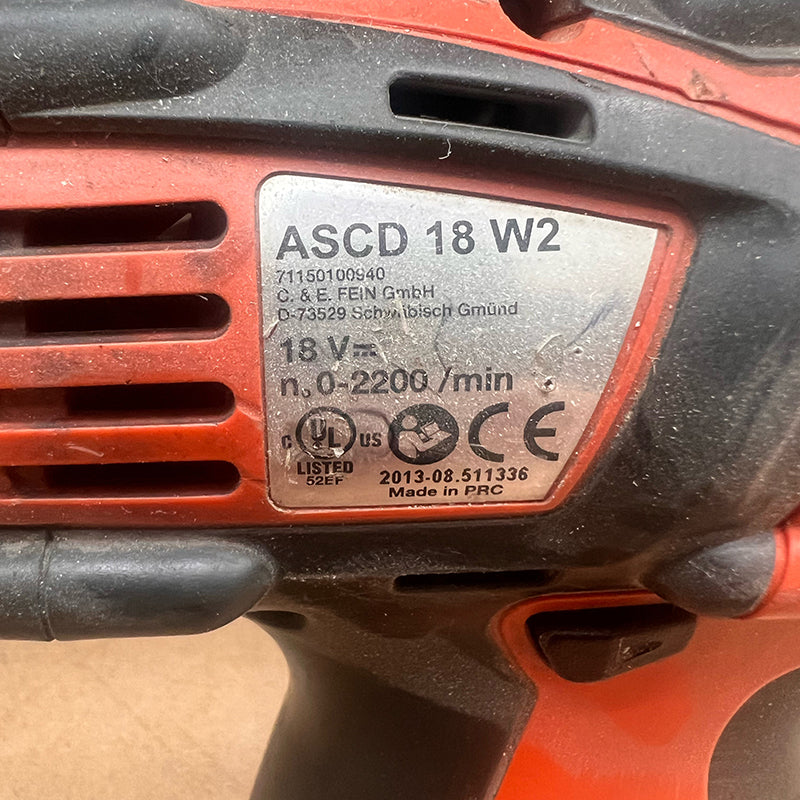 ASCD 18 W2
71150100940
C. & E. FEIN GmbH
D-73529 Schwäbisch Gmünd
18 V⎓
n₀ 0-2200 /min
C UL US
LISTED
52EF
CE
2013-08.511336
Made in PRC